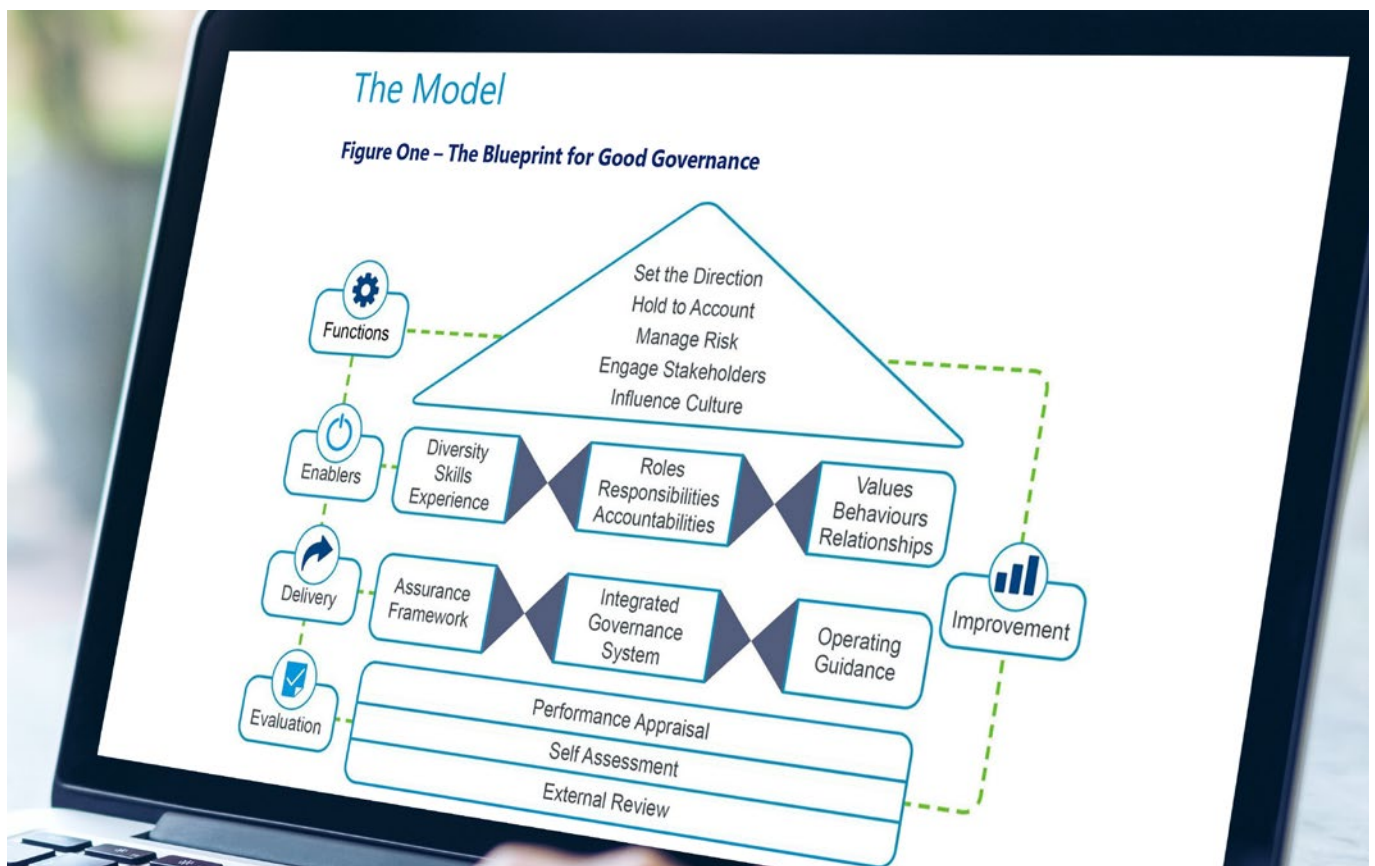 The Model
Figure One – The Blueprint for Good Governance
Set the Direction
Hold to Account
Manage Risk
Engage Stakeholders
Influence Culture
Functions
Enablers
Diversity
Skills
Experience
Roles
Responsibilities
Accountabilities
Values
Behaviours
Relationships
Delivery
Assurance
Framework
Integrated
Governance
System
Operating
Guidance
Improvement
Evaluation
Performance Appraisal
Self Assessment
External Review